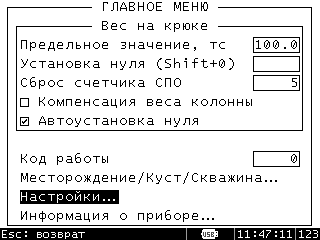 ГЛАВНОЕ МЕНЮ
Вес на крюке
Предельное значение, тс 100.0
Установка нуля (Shift+0)
Сброс счетчика СПО 5
Компенсация веса колонны
Автоустановка нуля
Код работы 0
Месторождение/Куст/Скважина...
Настройки...
Информация о приборе...
Esc: возврат USB 11:47:11 123